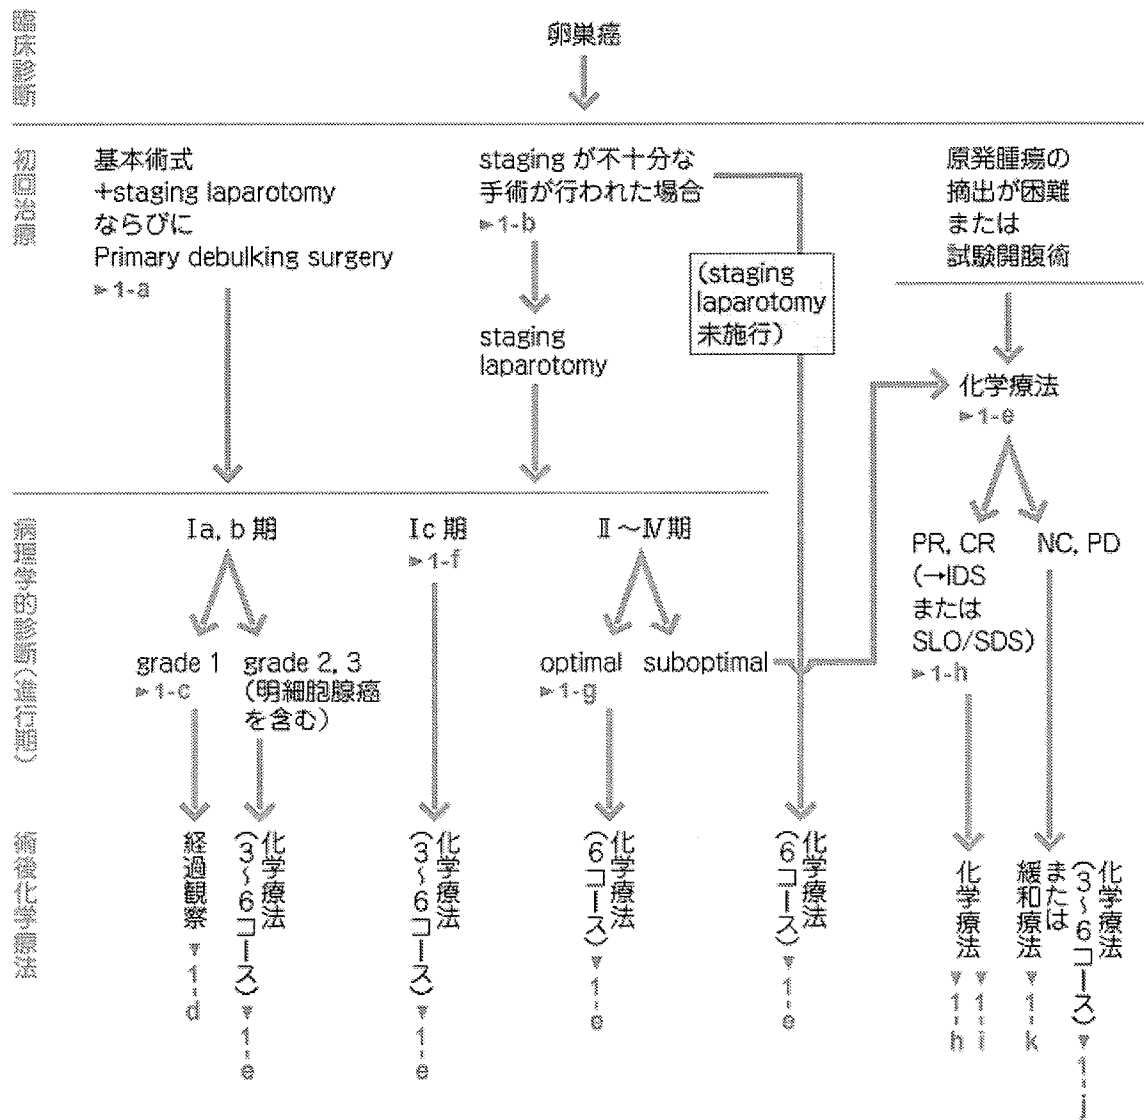 臨床診断
卵巣癌
初回治療
基本術式
+staging laparotomy
ならびに
Primary debulking surgery
►1-a
staging が不十分な
手術が行われた場合
►1-b
staging
laparotomy
(staging
laparotomy
未施行)
原発腫瘍の
摘出が困難
または
試験開腹術
化学療法
►1-e
病理学的診断(進行期)
Ⅰa, b 期
grade 1
►1-c
grade 2, 3
(明細胞腺癌
を含む)
Ⅰc 期
►1-f
Ⅱ～Ⅳ期
optimal
►1-g
suboptimal
PR, CR
(→IDS
または
SLO/SDS)
►1-h
NC, PD
術後化学療法
経過観察 ▼1-d
化学療法
(3～6コース)▼1-e
化学療法
(3～6コース)▼1-e
化学療法
(6コース)▼1-e
化学療法
(6コース)▼1-e
化学療法
▼1-i
▼1-h
化学療法
(3～6コース)▼1-j
または
緩和療法▼1-k